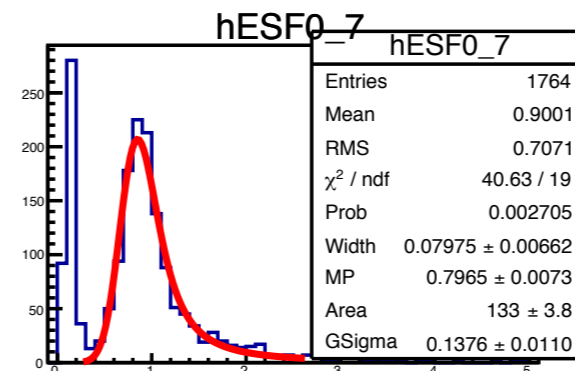 hESF0_7
hESF0_7
Entries 1764
Mean 0.9001
RMS 0.7071
χ² / ndf 40.63 / 19
Prob 0.002705
Width 0.07975 ± 0.00662
MP 0.7965 ± 0.0073
Area 133 ± 3.8
GSigma 0.1376 ± 0.0110
250
200
150
100
50
0
0 1 2 3 4 5